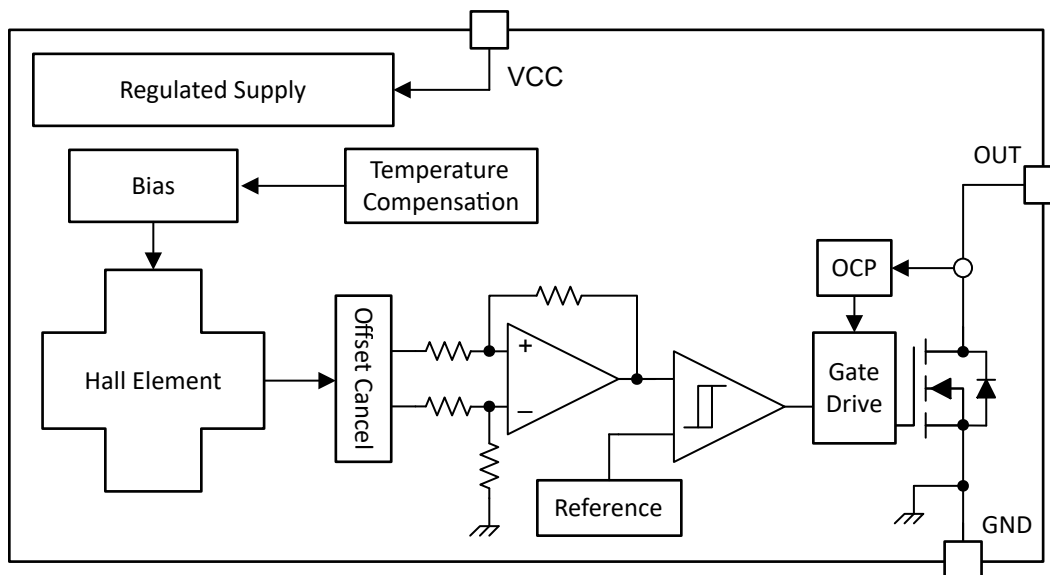 VCC
Regulated Supply
Bias
Temperature
Compensation
OUT
OCP
Hall Element
Offset Cancel
+
–
Gate
Drive
Reference
GND